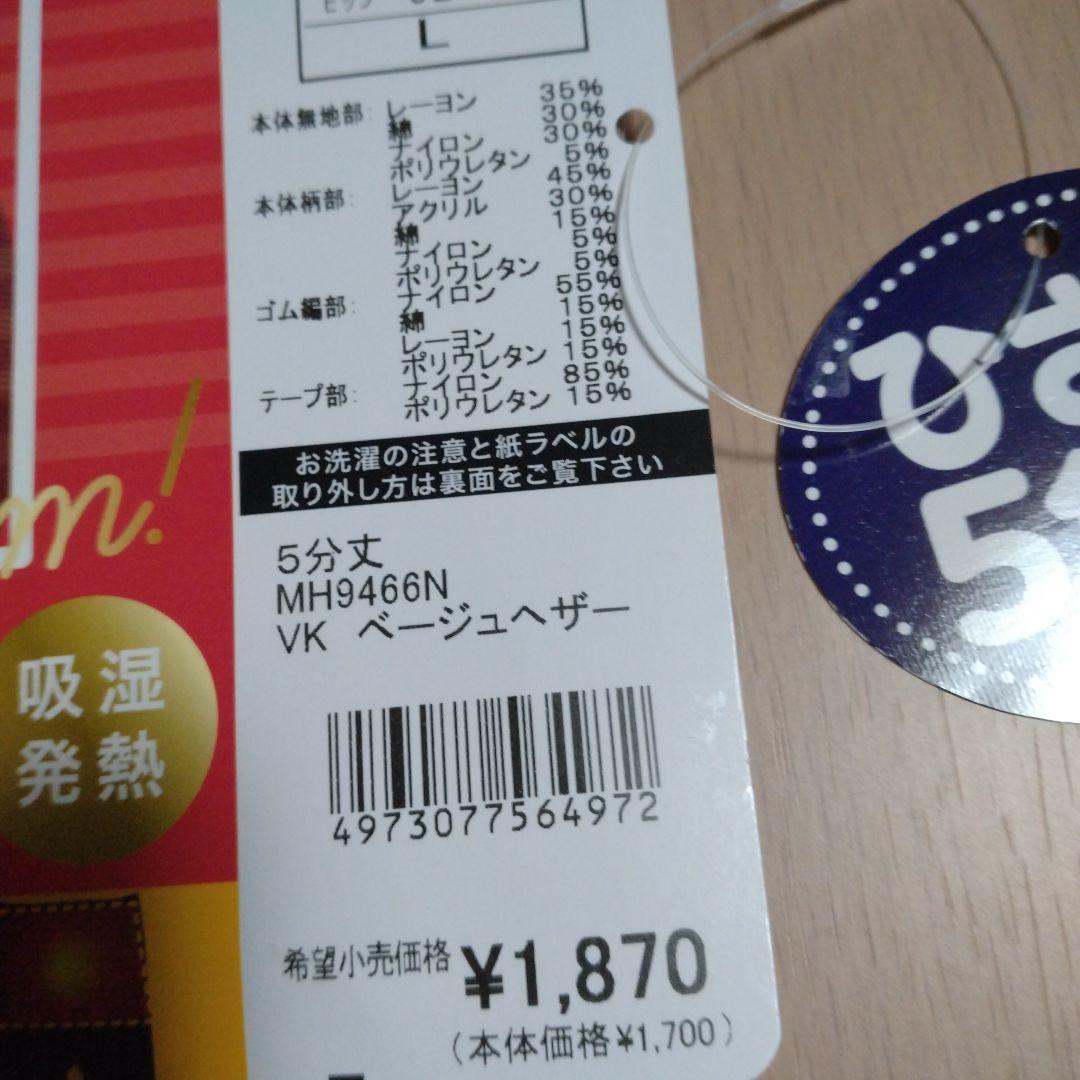 ヒップ
L
本体無地部: レーヨン 35%
綿 30%
ナイロン 30%
ポリウレタン 5%
本体柄部: レーヨン 45%
アクリル 30%
綿 15%
ナイロン 5%
ポリウレタン 5%
ゴム編部: ナイロン 55%
綿 15%
レーヨン 15%
ポリウレタン 15%
テープ部: ナイロン 85%
ポリウレタン 15%
お洗濯の注意と紙ラベルの
取り外し方は裏面をご覧下さい
5分丈
MH9466N
VK ベージュヘザー
4973077564972
希望小売価格 ¥1,870
(本体価格¥1,700)
吸湿
発熱
ひざ
5